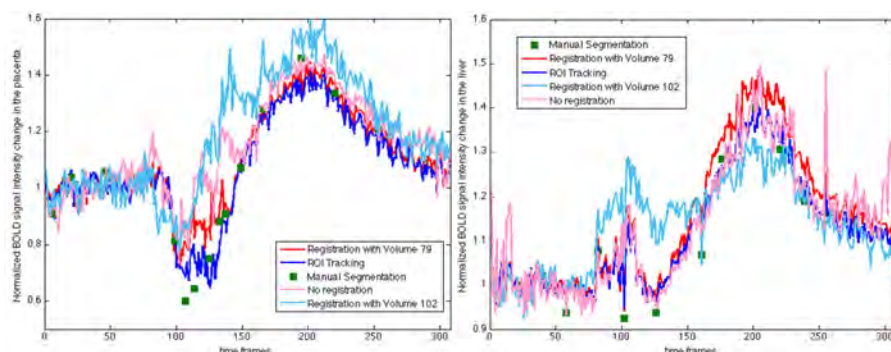 Normalized BOLD signal intensity change in the placenta
1.6
1.4
1.2
1
0.8
0.6
0
50
100
150
200
250
300
time frames
Registration with Volume 79
ROI Tracking
Manual Segmentation
No registration
Registration with Volume 102
Normalized BOLD signal intensity change in the liver
1.6
1.5
1.4
1.3
1.2
1.1
1
0.9
0
50
100
150
200
250
300
time frames
Manual Segmentation
Registration with Volume 79
ROI Tracking
Registration with Volume 102
No registration